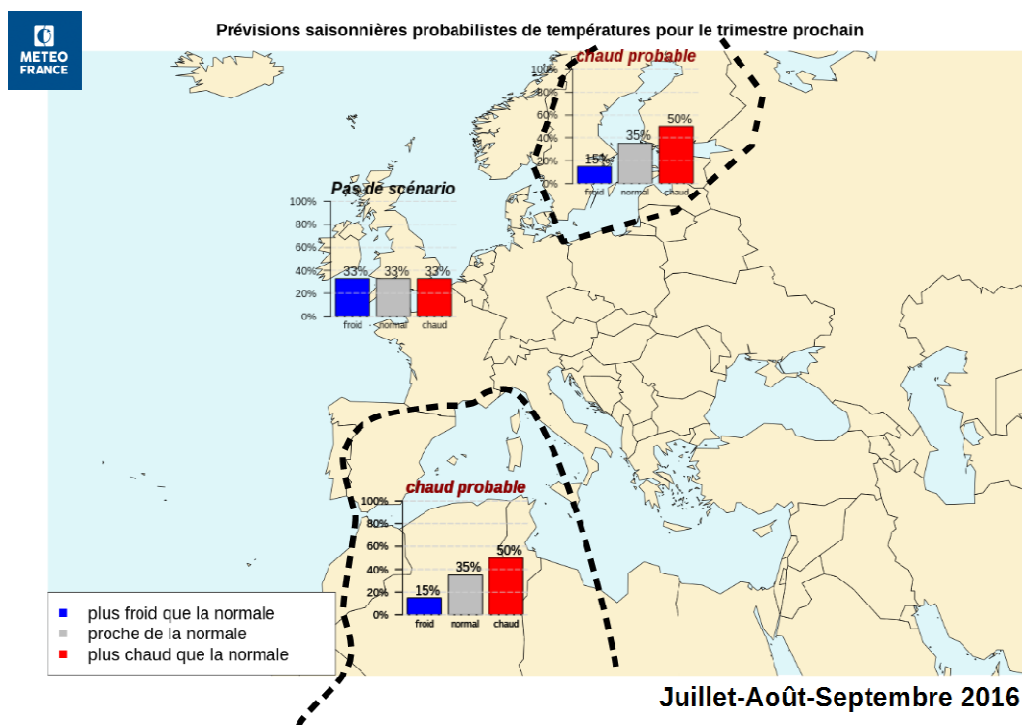 METEO
FRANCE
Prévisions saisonnières probabilistes de températures pour le trimestre prochain
chaud probable
100%
80%
60%
40%
20%
0%
15%
35%
50%
froid
normal
chaud
Pas de scénario
100%
80%
60%
40%
20%
0%
33%
33%
33%
froid
normal
chaud
chaud probable
100%
80%
60%
40%
20%
0%
15%
35%
50%
froid
normal
chaud
plus froid que la normale
proche de la normale
plus chaud que la normale
Juillet-Août-Septembre 2016